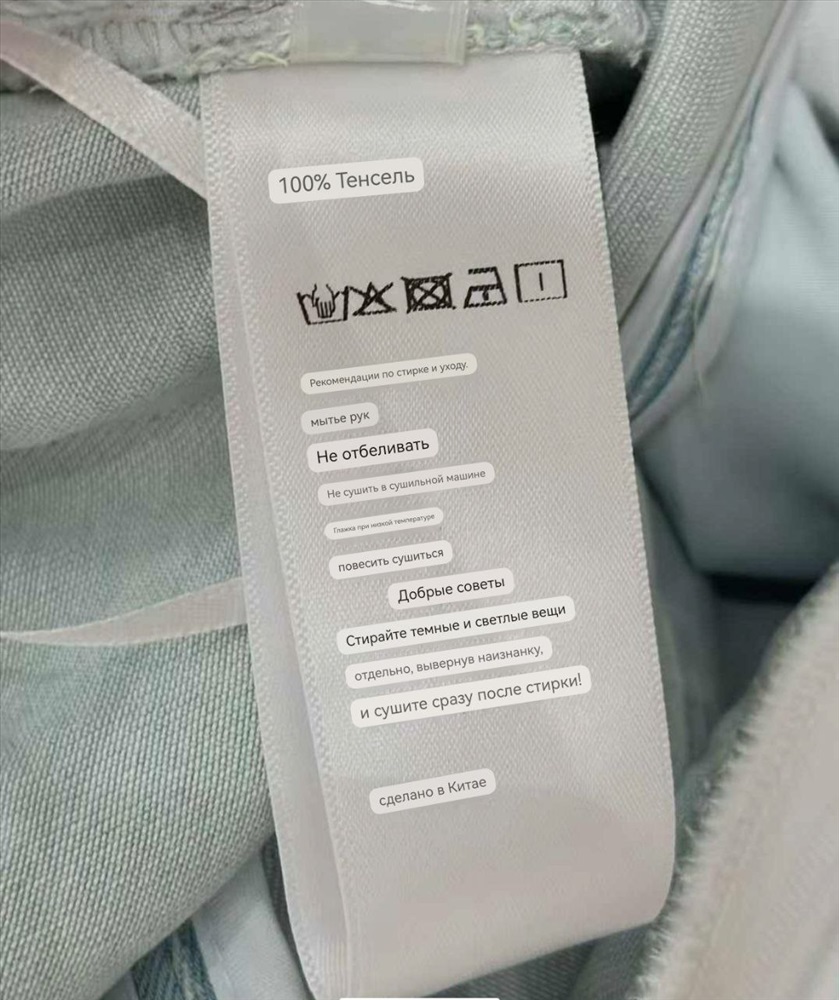 100% Тенсель
Рекомендации по стирке и уходу.
мытье рук
Не отбеливать
Не сушить в сушильной машине
Глажка при низкой температуре
повесить сушиться
Добрые советы
Стирайте темные и светлые вещи
отдельно, вывернув наизнанку,
и сушите сразу после стирки!
сделано в Китае